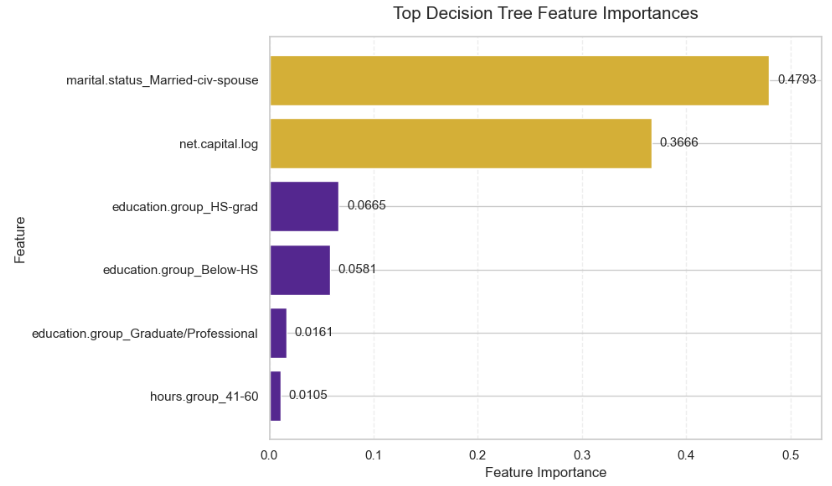 Top Decision Tree Feature Importances
marital.status_Married-civ-spouse
0.4793
net.capital.log
0.3666
education.group_HS-grad
0.0665
education.group_Below-HS
0.0581
education.group_Graduate/Professional
0.0161
hours.group_41-60
0.0105
Feature
0.0 0.1 0.2 0.3 0.4 0.5
Feature Importance